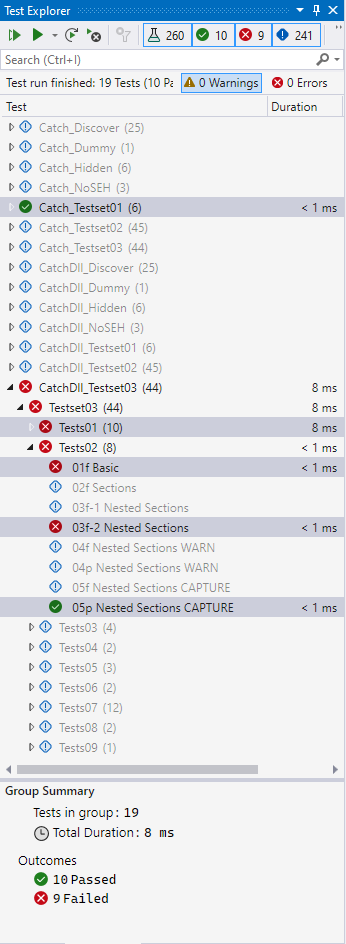 Test Explorer
260 10 9 241
Search (Ctrl+I)
Test run finished: 19 Tests (10 Pa 0 Warnings 0 Errors
Test Duration
Catch_Discover (25)
Catch_Dummy (1)
Catch_Hidden (6)
Catch_NoSEH (3)
Catch_Testset01 (6) < 1 ms
Catch_Testset02 (45)
Catch_Testset03 (44)
CatchDll_Discover (25)
CatchDll_Dummy (1)
CatchDll_Hidden (6)
CatchDll_NoSEH (3)
CatchDll_Testset01 (6)
CatchDll_Testset02 (45)
CatchDll_Testset03 (44) 8 ms
Testset03 (44) 8 ms
Tests01 (10) 8 ms
Tests02 (8) < 1 ms
01f Basic < 1 ms
02f Sections
03f-1 Nested Sections
03f-2 Nested Sections < 1 ms
04f Nested Sections WARN
04p Nested Sections WARN
05f Nested Sections CAPTURE
05p Nested Sections CAPTURE < 1 ms
Tests03 (4)
Tests04 (2)
Tests05 (3)
Tests06 (2)
Tests07 (12)
Tests08 (2)
Tests09 (1)
Group Summary
Tests in group: 19
Total Duration: 8 ms
Outcomes
10 Passed
9 Failed